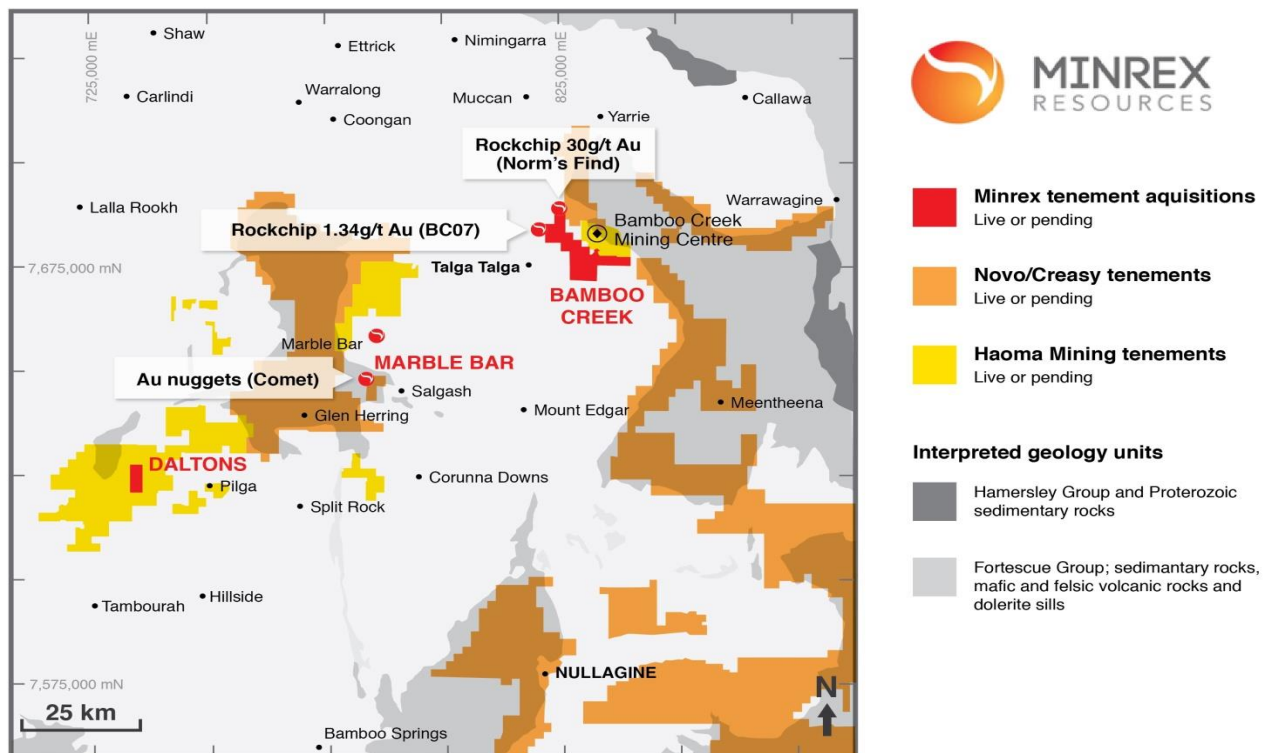 Shaw
Ettrick
Nimingarra
725,000 mE
825,000 mE
Carlindi
Warralong
Coongan
Muccan
Callawa
Yarrie
Rockchip 30g/t Au
(Norm's Find)
Lalla Rookh
Warrawagine
Rockchip 1.34g/t Au (BC07)
Bamboo Creek
Mining Centre
7,675,000 mN
Talga Talga
BAMBOO
CREEK
Marble Bar
MARBLE BAR
Au nuggets (Comet)
Salgash
Glen Herring
Mount Edgar
Meentheena
DALTONS
Pilga
Corunna Downs
Split Rock
Tambourah
Hillside
NULLAGINE
7,575,000 mN
25 km
Bamboo Springs
N
MINREX
RESOURCES
Minrex tenement aquisitions
Live or pending
Novo/Creasy tenements
Live or pending
Haoma Mining tenements
Live or pending
Interpreted geology units
Hamersley Group and Proterozoic
sedimentary rocks
Fortescue Group; sedimantary rocks,
mafic and felsic volcanic rocks and
dolerite sills